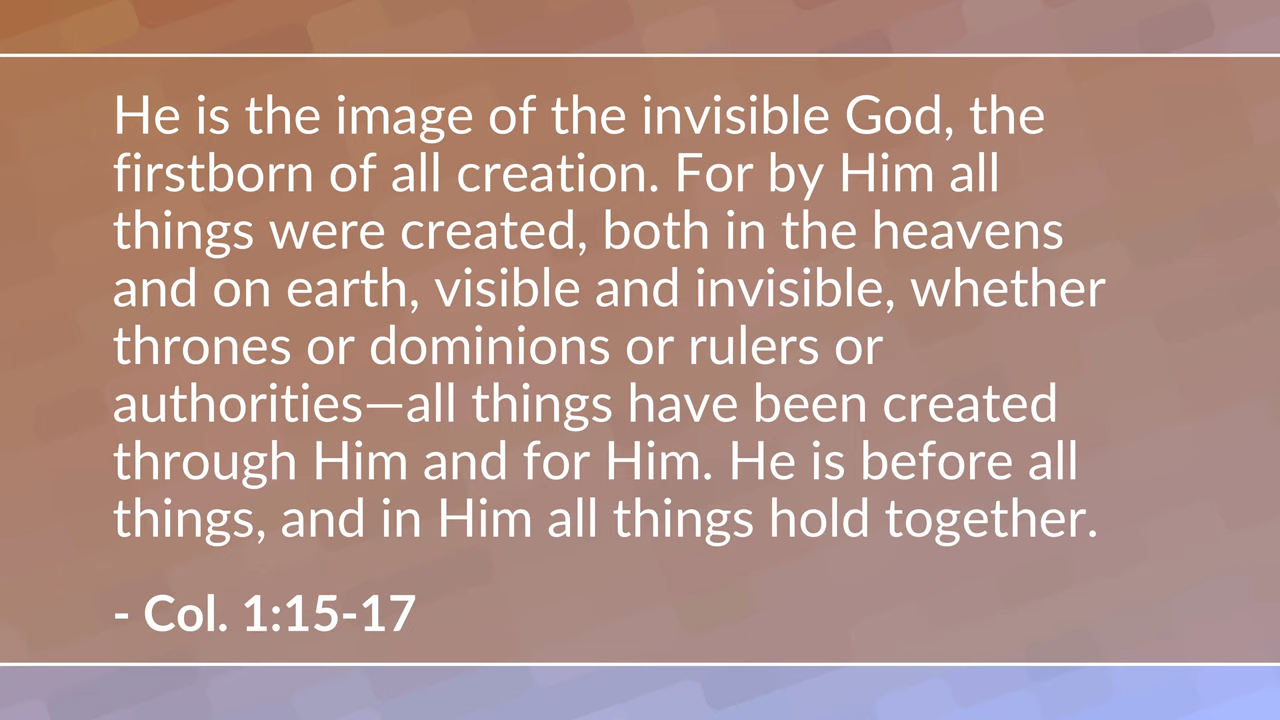 He is the image of the invisible God, the
firstborn of all creation. For by Him all
things were created, both in the heavens
and on earth, visible and invisible, whether
thrones or dominions or rulers or
authorities—all things have been created
through Him and for Him. He is before all
things, and in Him all things hold together.
- Col. 1:15-17